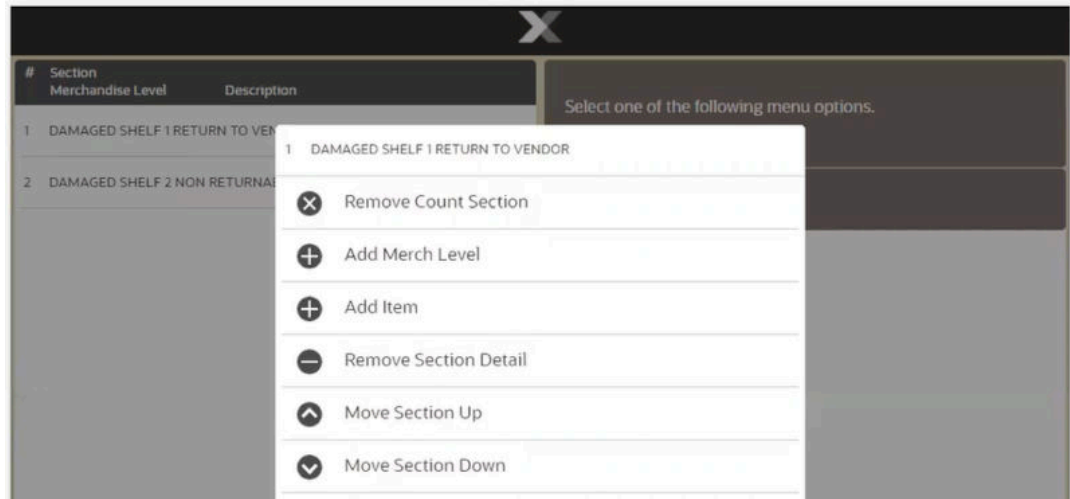 # Section
Merchandise Level Description
1 DAMAGED SHELF 1 RETURN TO VEN
2 DAMAGED SHELF 2 NON RETURNA
Select one of the following menu options.
1 DAMAGED SHELF 1 RETURN TO VENDOR
Remove Count Section
Add Merch Level
Add Item
Remove Section Detail
Move Section Up
Move Section Down